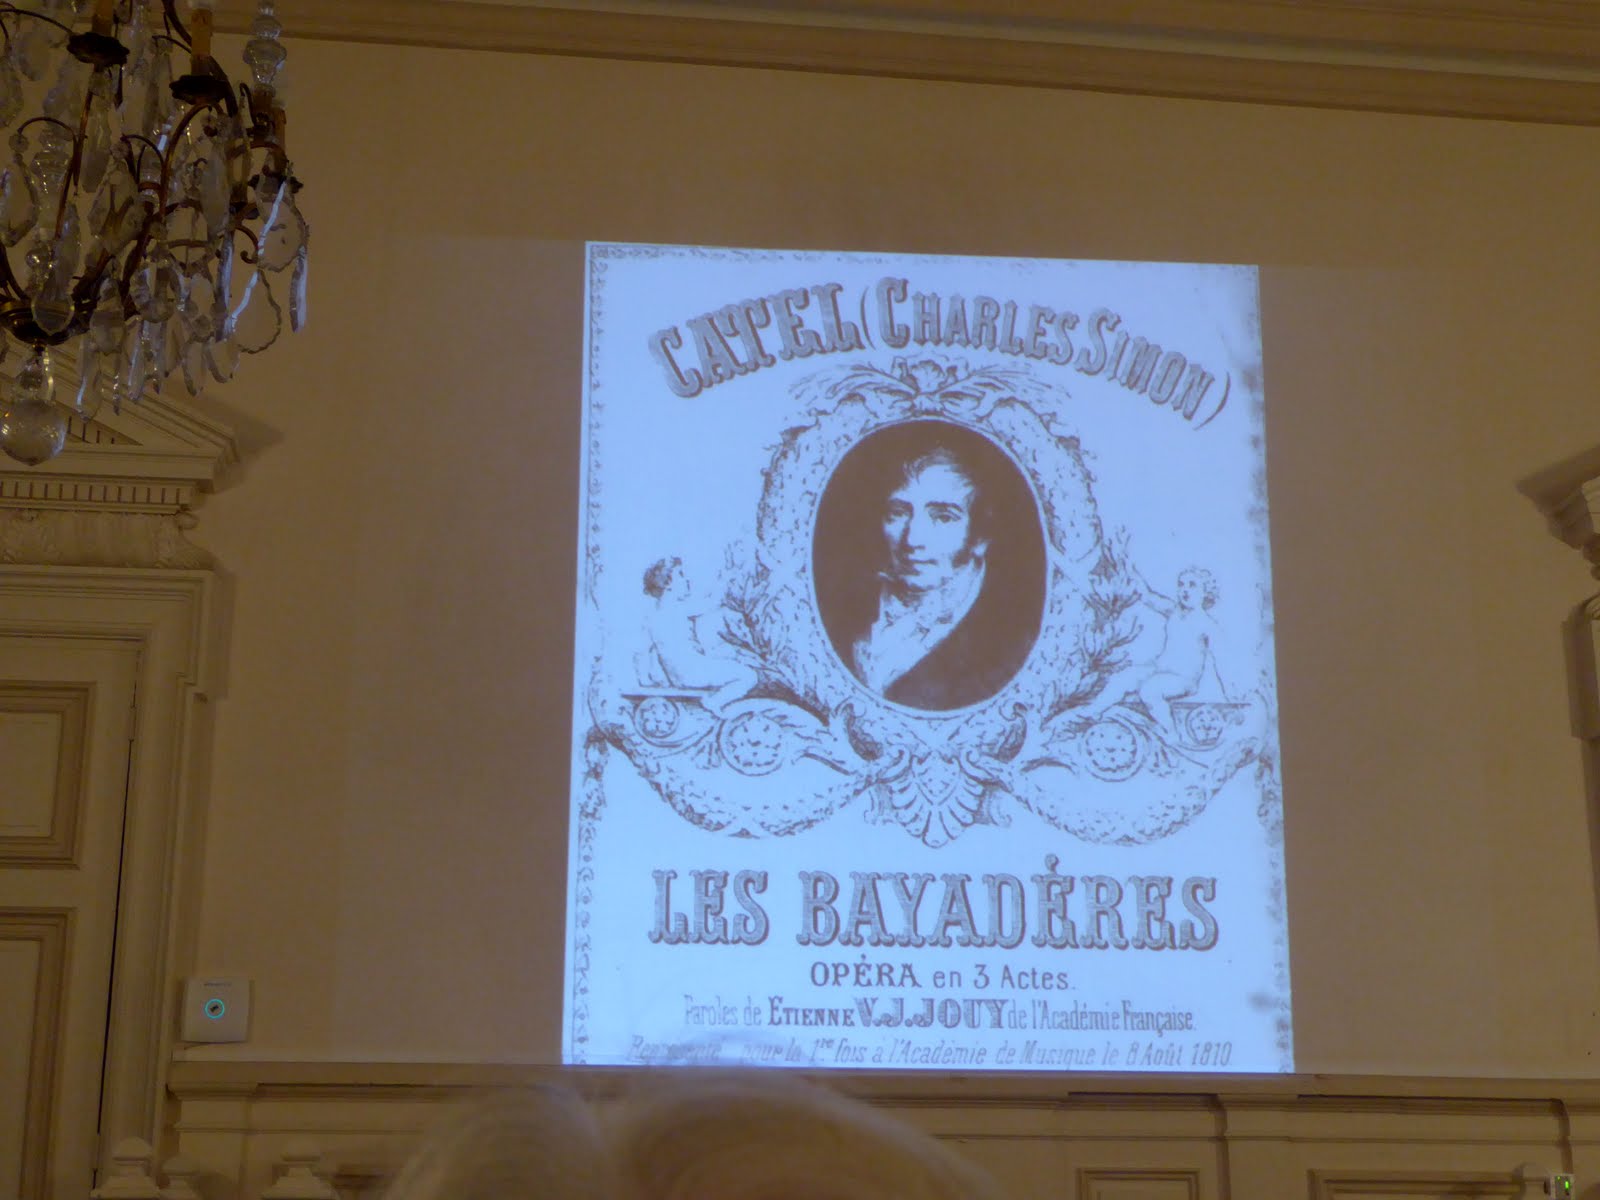 CATEL (CHARLES SIMON)
LES BAYADÈRES
OPÉRA en 3 Actes.
Paroles de ETIENNE V.J. JOUY de l'Académie Française.
Représenté pour la 1re fois à l'Académie de Musique le 8 Août 1810